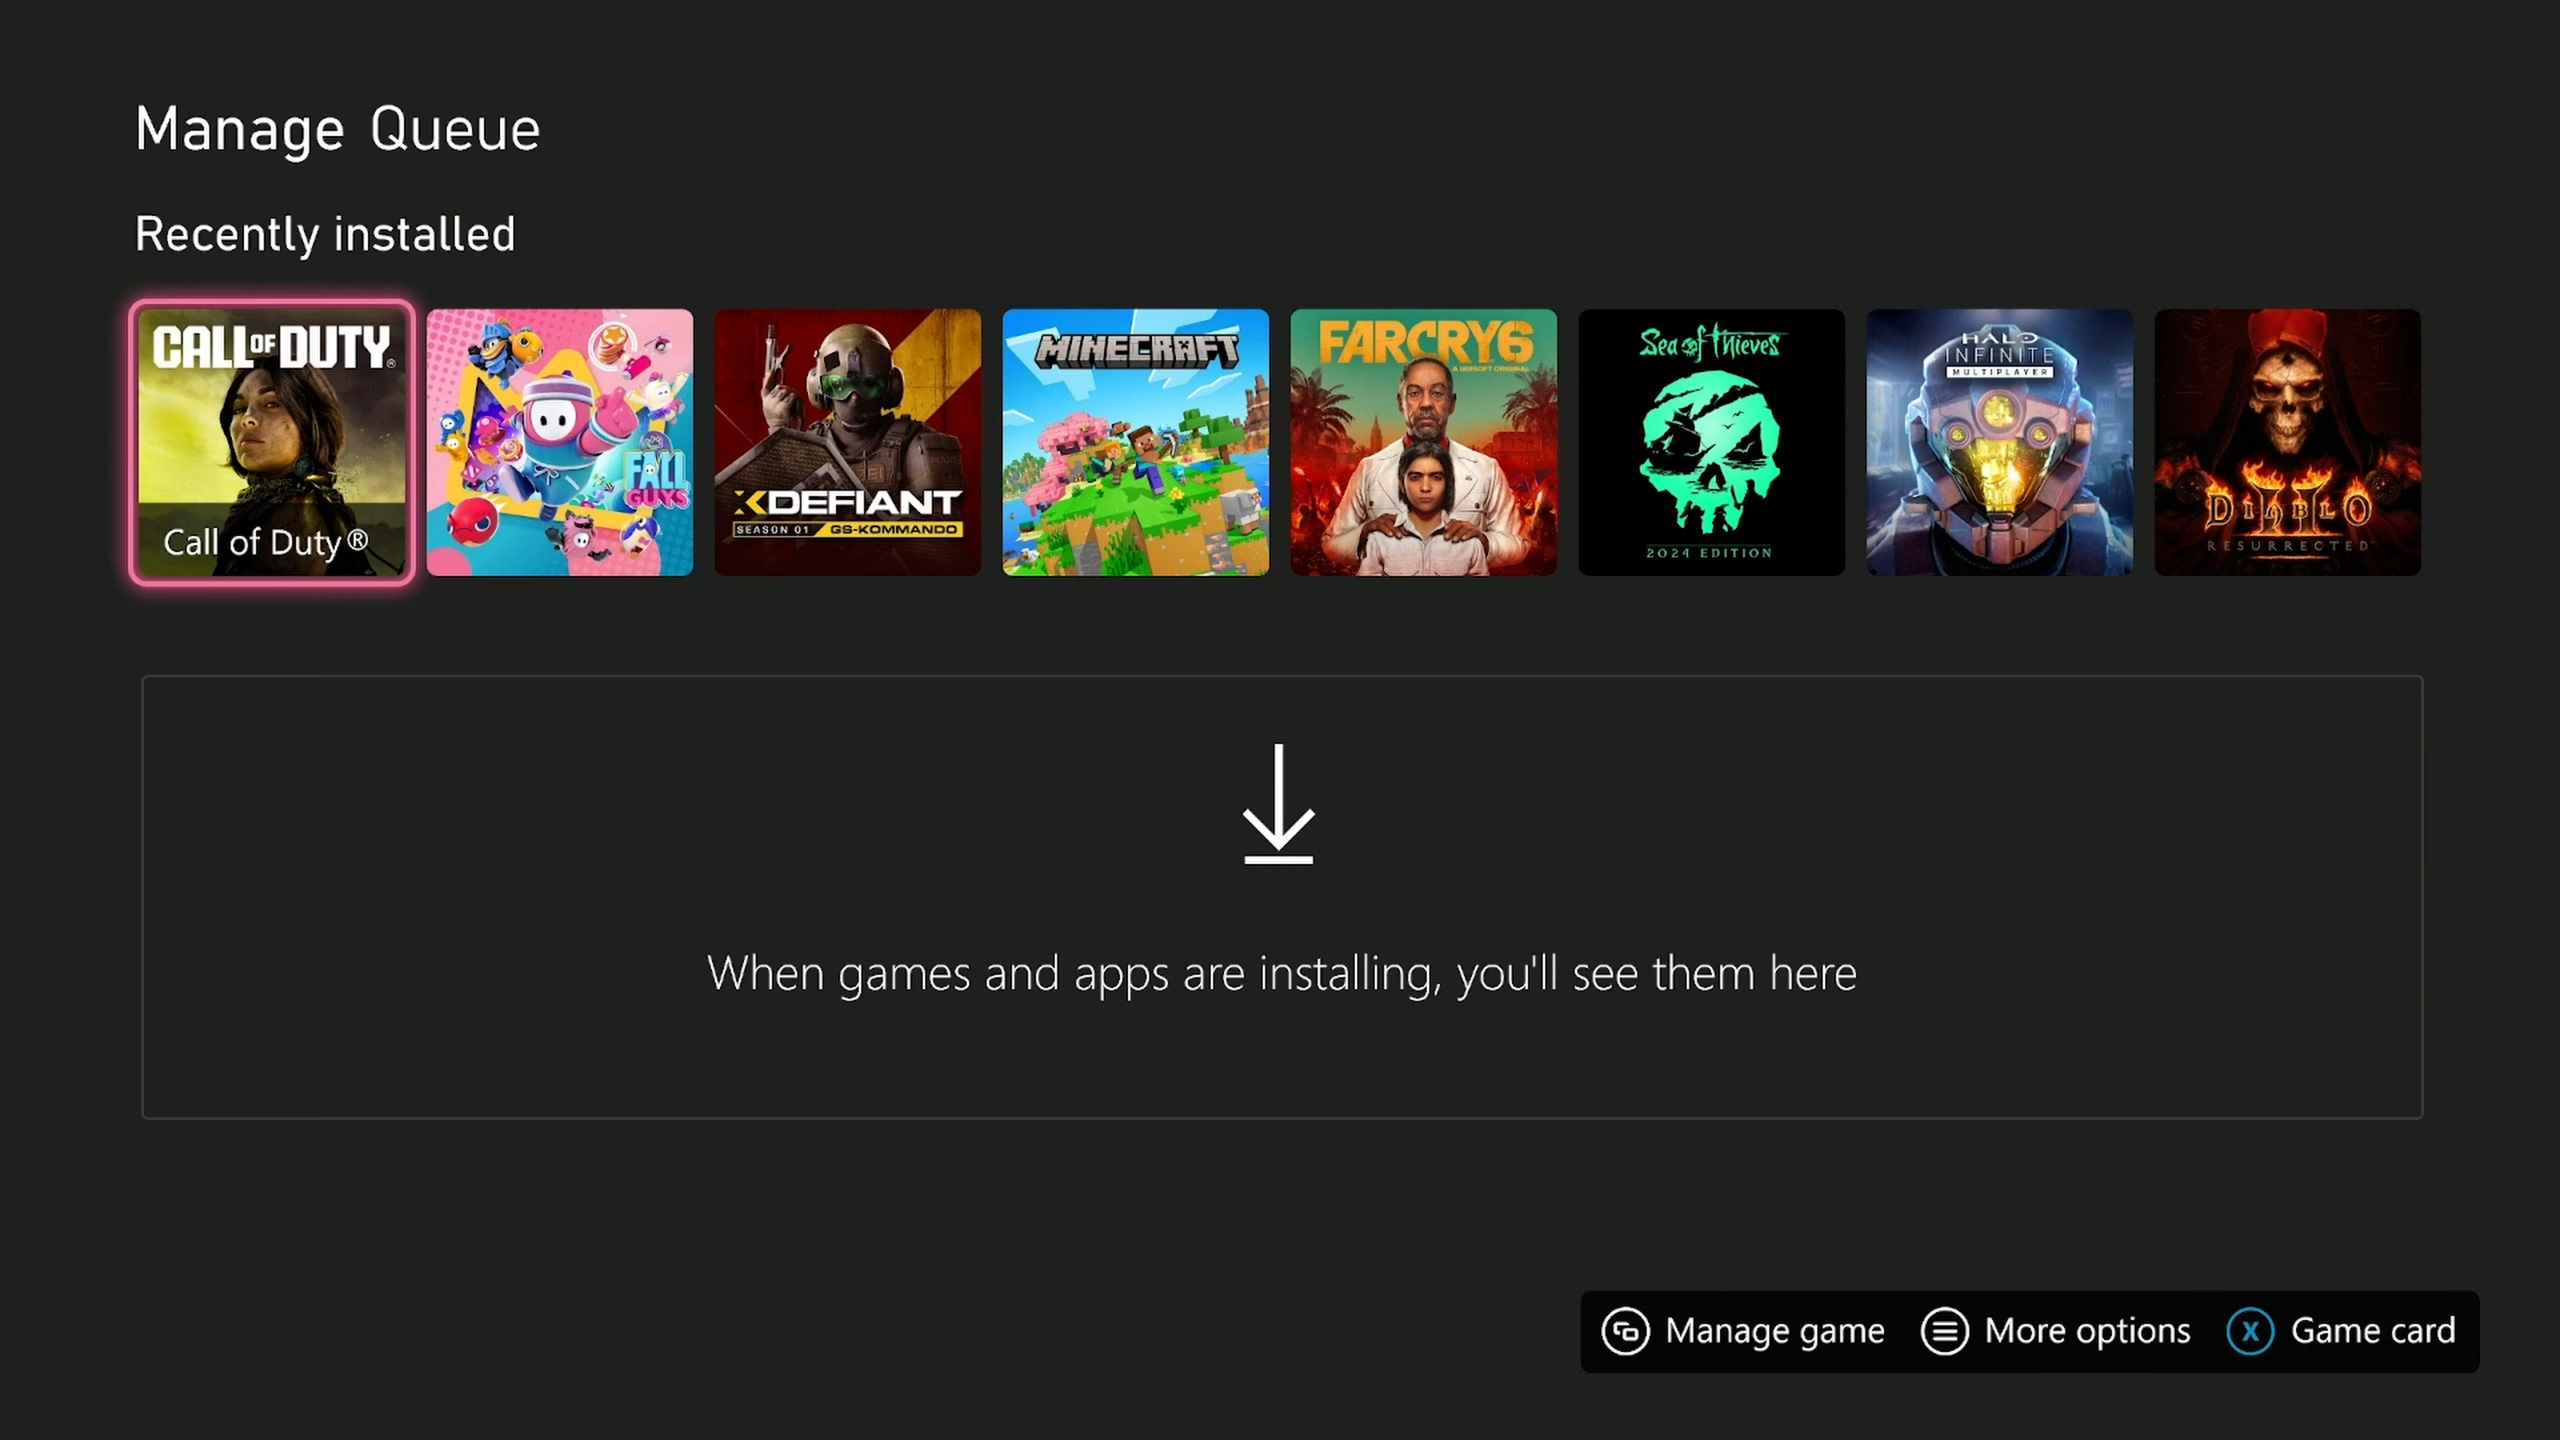 Manage Queue
Recently installed
CALL OF DUTY®
Call of Duty®
FALL
GUYS
XDEFIANT
SEASON 01 GS-KOMMANDO
MINECRAFT
FARCRY6
A UBISOFT ORIGINAL
Sea of Thieves
2024 EDITION
HALO
INFINITE
MULTIPLAYER
DIABLO
II
RESURRECTED
When games and apps are installing, you'll see them here
Manage game
More options
X Game card